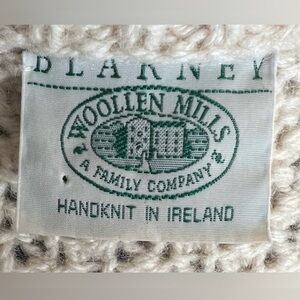 BLARNEY
WOOLLEN MILLS
A FAMILY COMPANY
HANDKNIT IN IRELAND